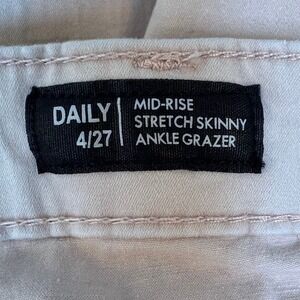 DAILY
4/27
MID-RISE
STRETCH SKINNY
ANKLE GRAZER